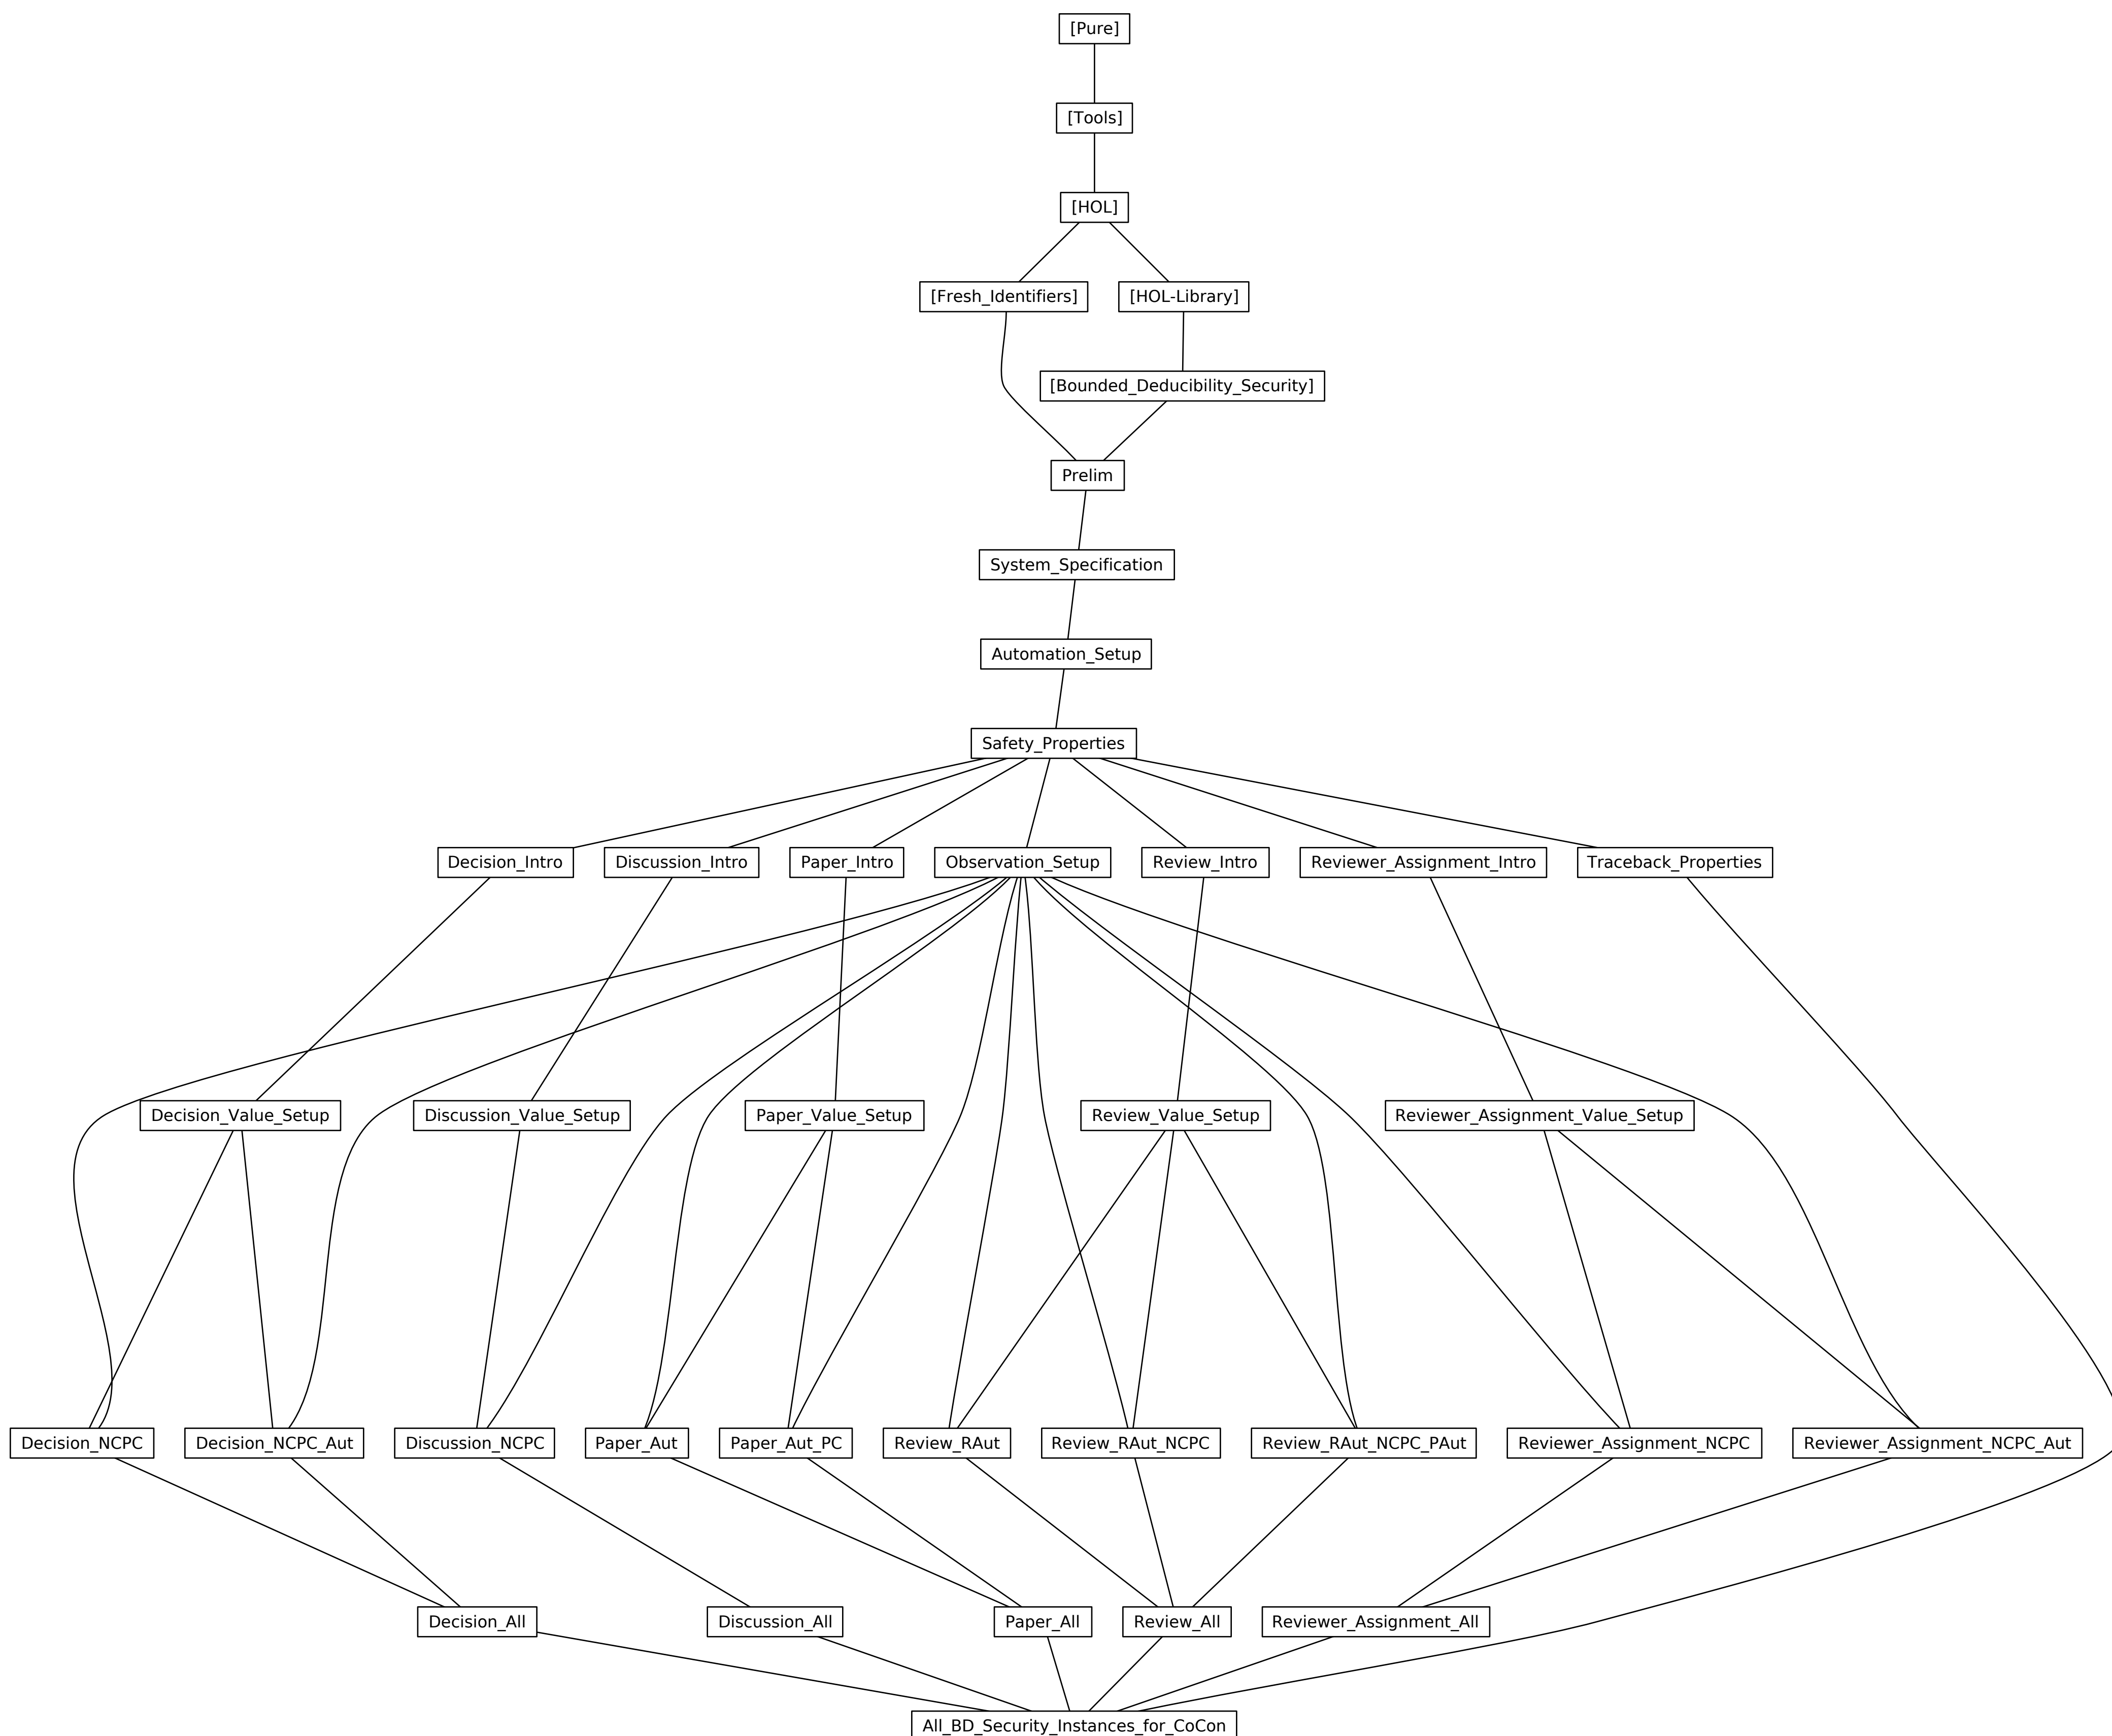 [Pure]
[Tools]
[HOL]
[Fresh_Identifiers]
[HOL-Library]
[Bounded_Deducibility_Security]
Prelim
System_Specification
Automation_Setup
Safety_Properties
Decision_Intro
Discussion_Intro
Paper_Intro
Observation_Setup
Review_Intro
Reviewer_Assignment_Intro
Traceback_Properties
Decision_Value_Setup
Discussion_Value_Setup
Paper_Value_Setup
Review_Value_Setup
Reviewer_Assignment_Value_Setup
Decision_NCPC
Decision_NCPC_Aut
Discussion_NCPC
Paper_Aut
Paper_Aut_PC
Review_RAut
Review_RAut_NCPC
Review_RAut_NCPC_PAut
Reviewer_Assignment_NCPC
Reviewer_Assignment_NCPC_Aut
Decision_All
Discussion_All
Paper_All
Review_All
Reviewer_Assignment_All
All_BD_Security_Instances_for_CoCon